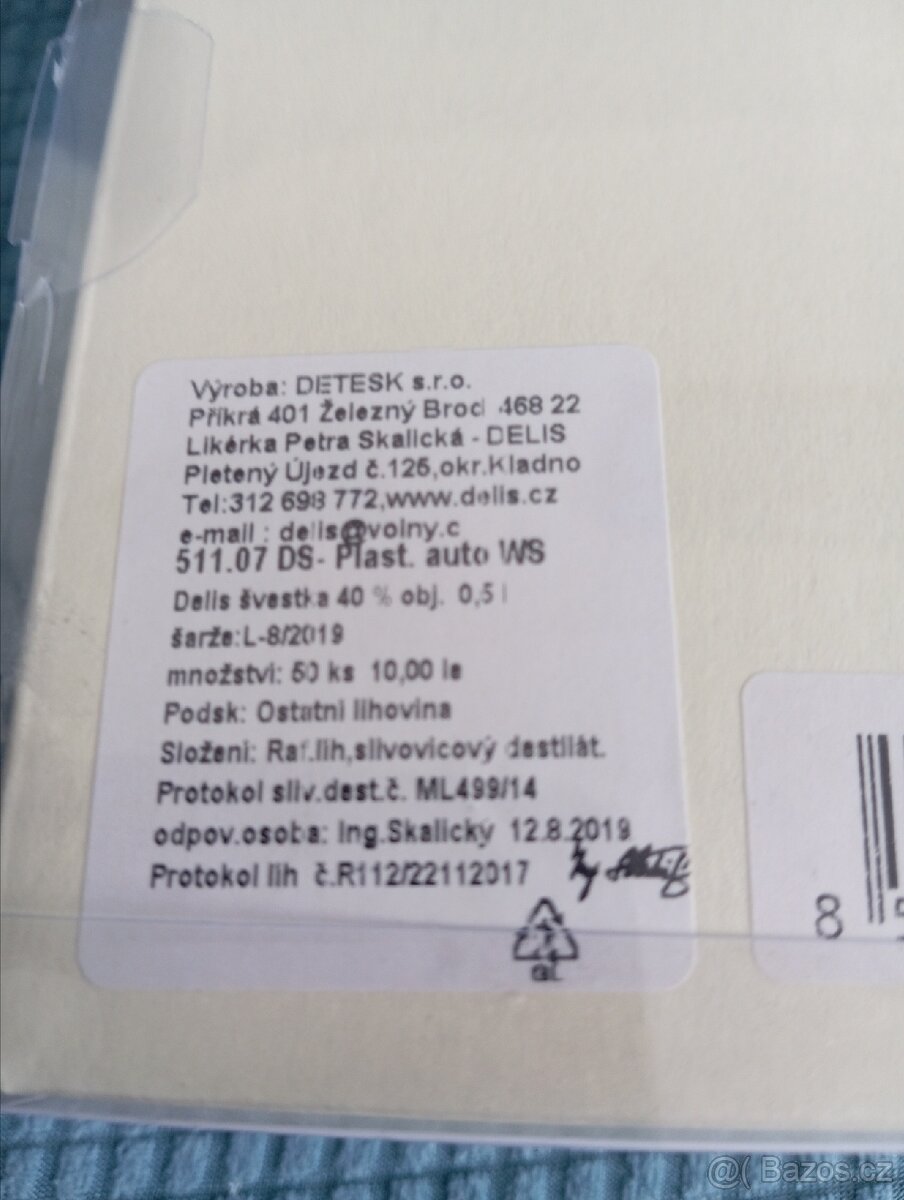 Výroba: DETESK s.r.o.
Příkrá 401 Železný Brod 468 22
Likérka Petra Skalická - DELIS
Pletený Újezd č.125,okr.Kladno
Tel:312 698 772,www.delis.cz
e-mail : delis@volny.c
511.07 DS- Plast. auto WS
Delis švestka 40 % obj. 0,5 l
šarže:L-8/2019
množství: 50 ks 10,00 la
Podsk: Ostatní lihovina
Složení: Raf.lih,slivovicový destilát.
Protokol sliv.dest.č. ML499/14
odpov.osoba: Ing.Skalický 12.8.2019
Protokol lih č.R112/22112017
8 5
@( Bazos.cz